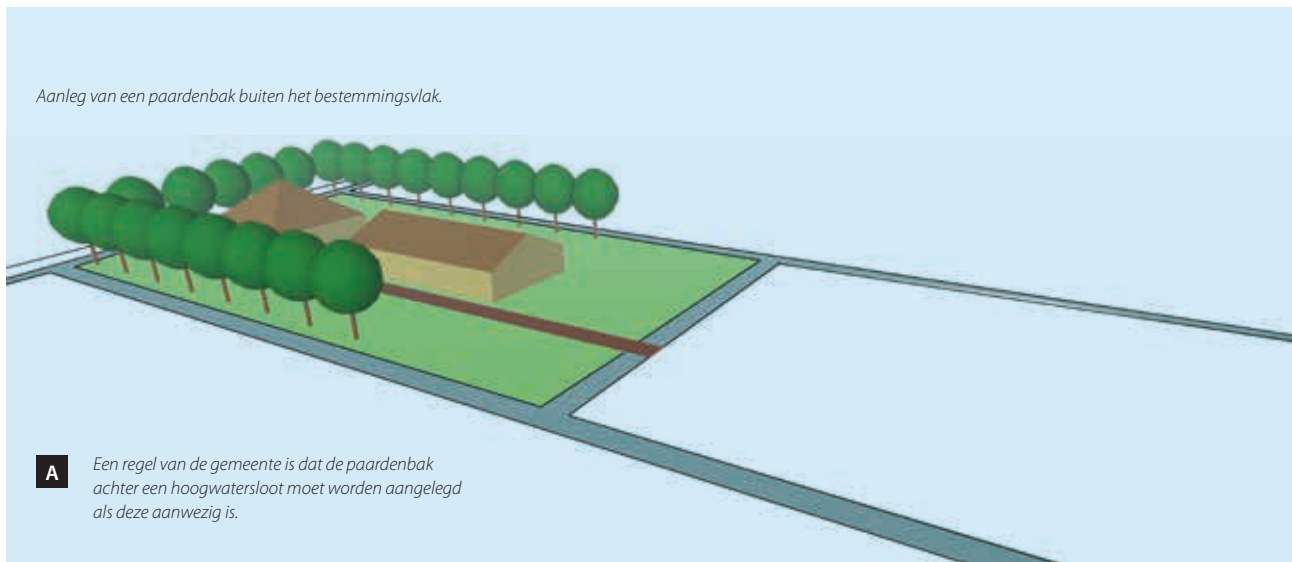 Aanleg van een paardenbak buiten het bestemmingsvlak.
A
Een regel van de gemeente is dat de paardenbak
achter een hoogwatersloot moet worden aangelegd
als deze aanwezig is.